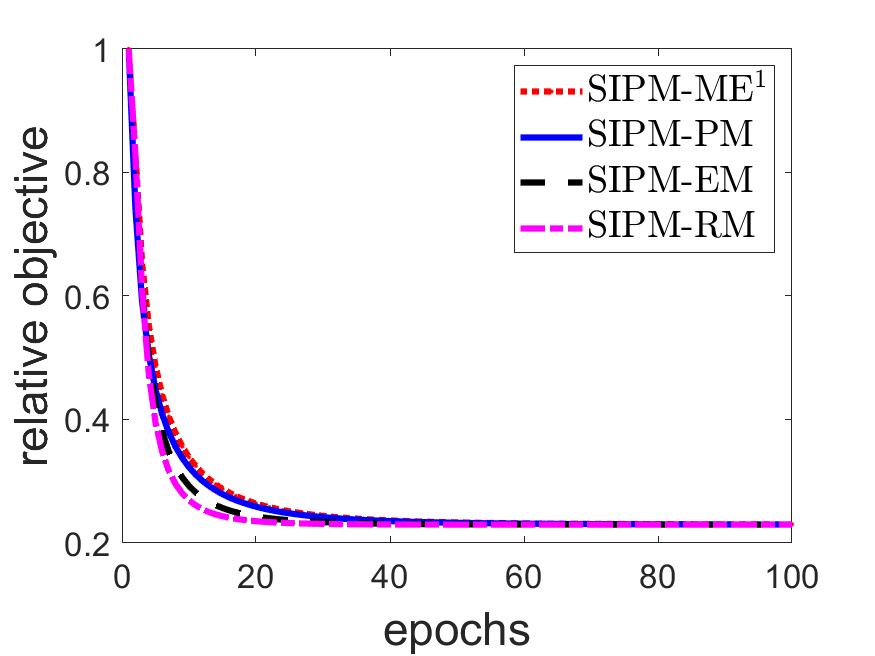 1
0.8
0.6
0.4
0.2
relative objective
SIPM-ME¹
SIPM-PM
SIPM-EM
SIPM-RM
0 20 40 60 80 100
epochs